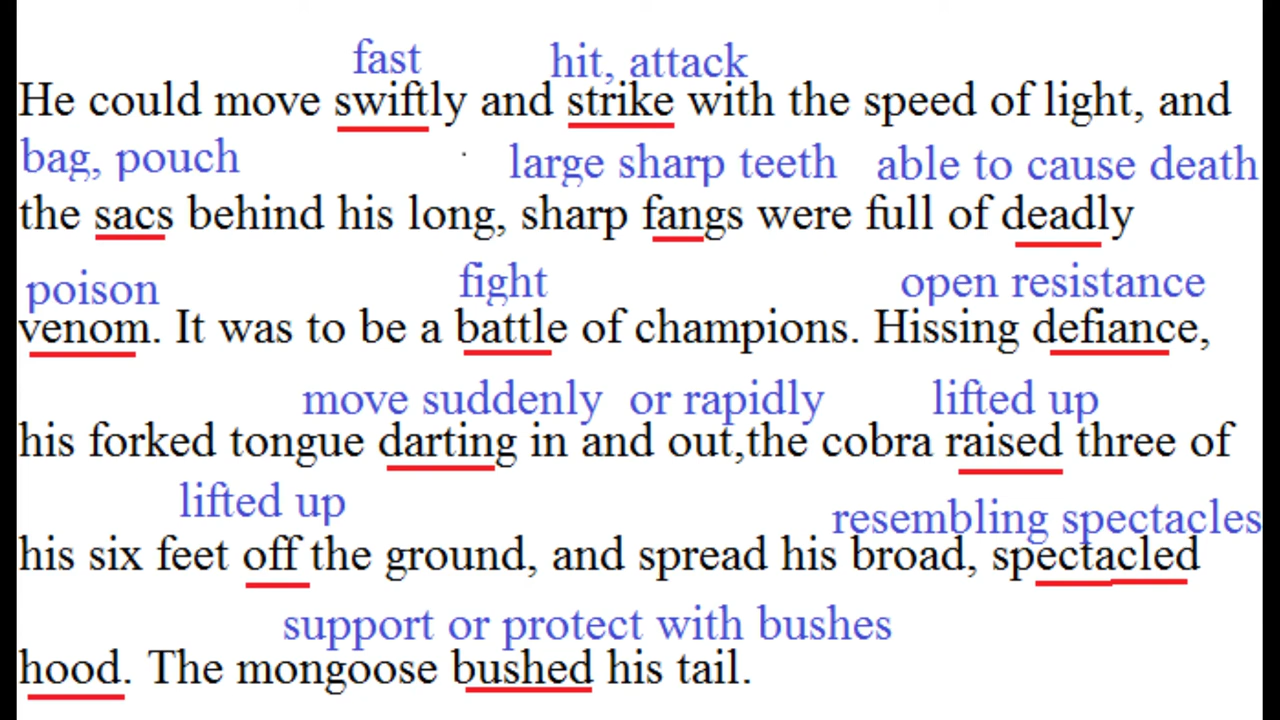 fast hit, attack
He could move swiftly and strike with the speed of light, and
bag, pouch large sharp teeth able to cause death
the sacs behind his long, sharp fangs were full of deadly
poison fight open resistance
venom. It was to be a battle of champions. Hissing defiance,
move suddenly or rapidly lifted up
his forked tongue darting in and out,the cobra raised three of
lifted up resembling spectacles
his six feet off the ground, and spread his broad, spectacled
support or protect with bushes
hood. The mongoose bushed his tail.